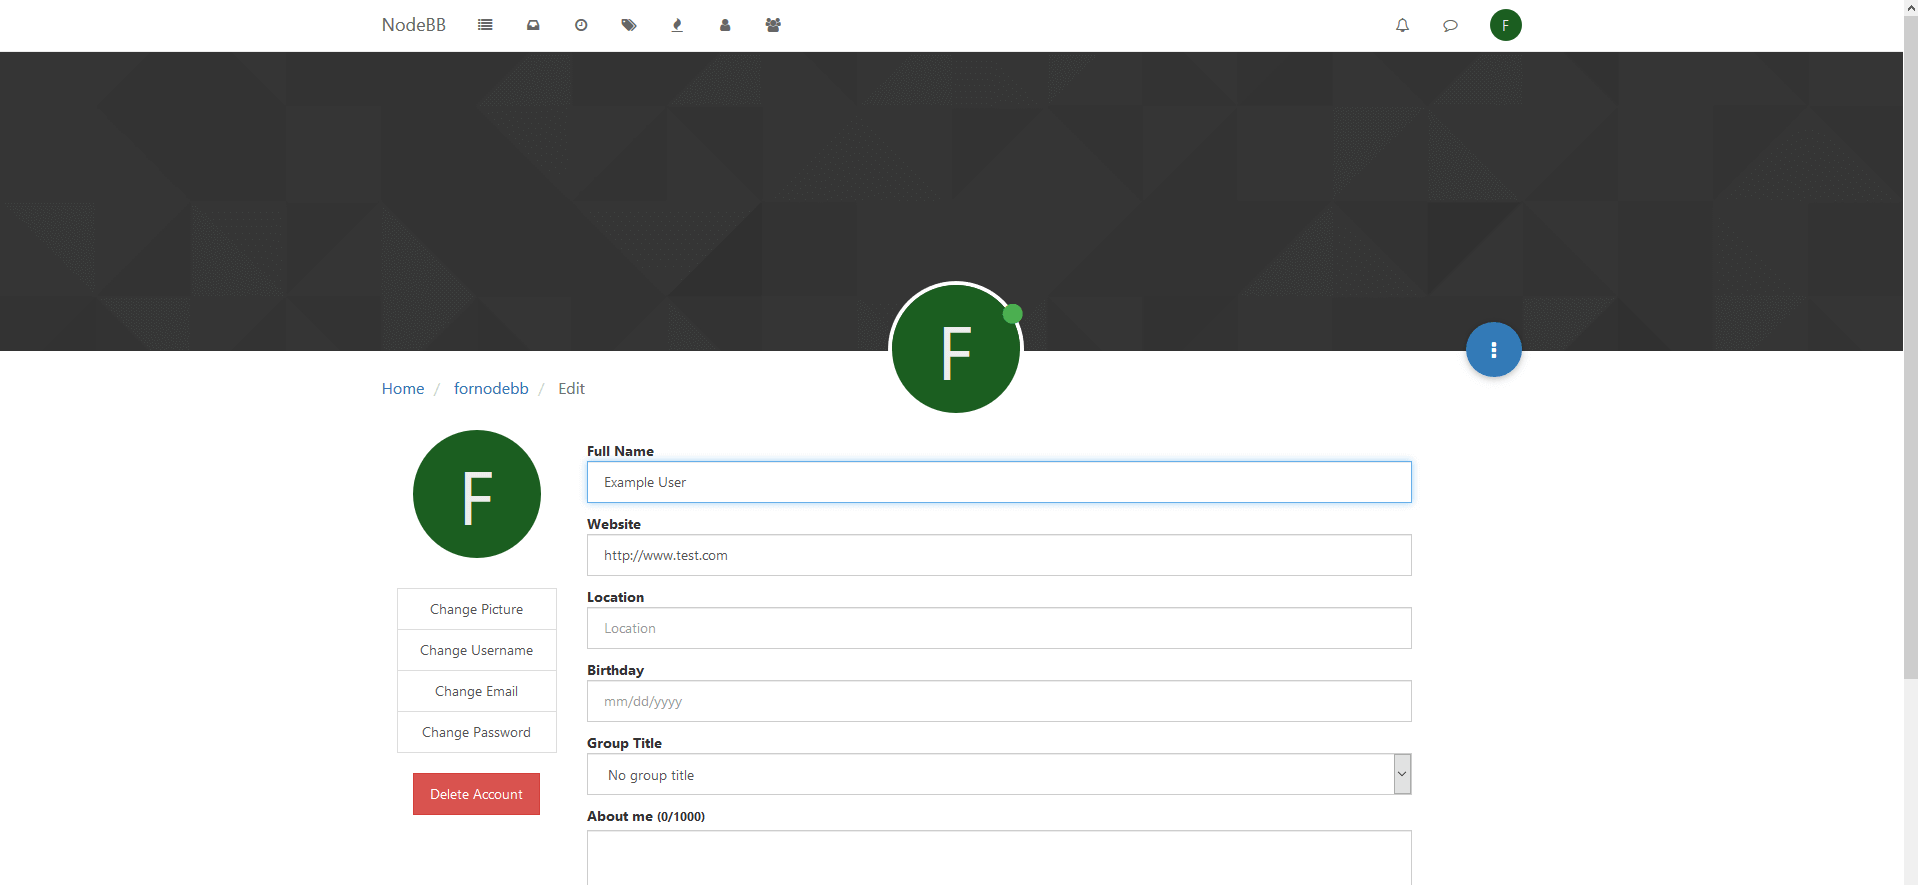 NodeBB
F
F
Home / fornodebb / Edit
F
Change Picture
Change Username
Change Email
Change Password
Delete Account
Full Name
Example User
Website
http://www.test.com
Location
Location
Birthday
mm/dd/yyyy
Group Title
No group title
About me (0/1000)